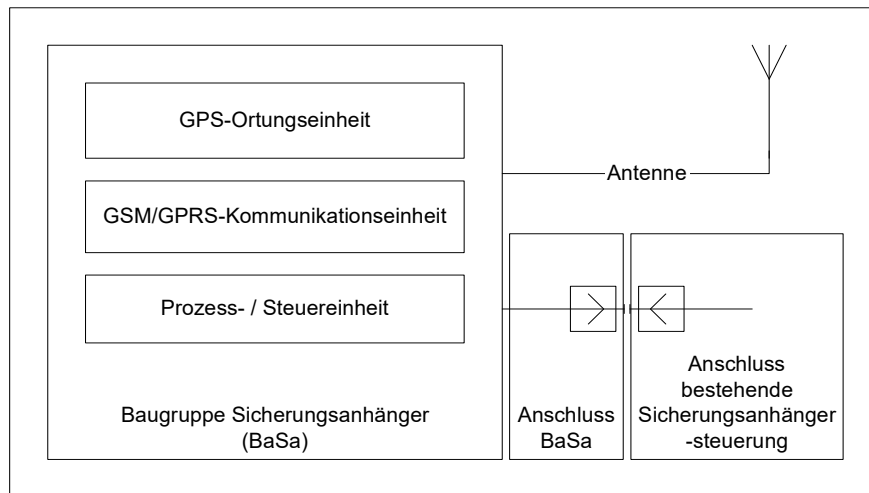 GPS-Ortungseinheit
Antenne
GSM/GPRS-Kommunikationseinheit
Prozess- / Steuereinheit
Baugruppe Sicherungsanhänger
(BaSa)
Anschluss
BaSa
Anschluss
bestehende
Sicherungsanhänger
-steuerung